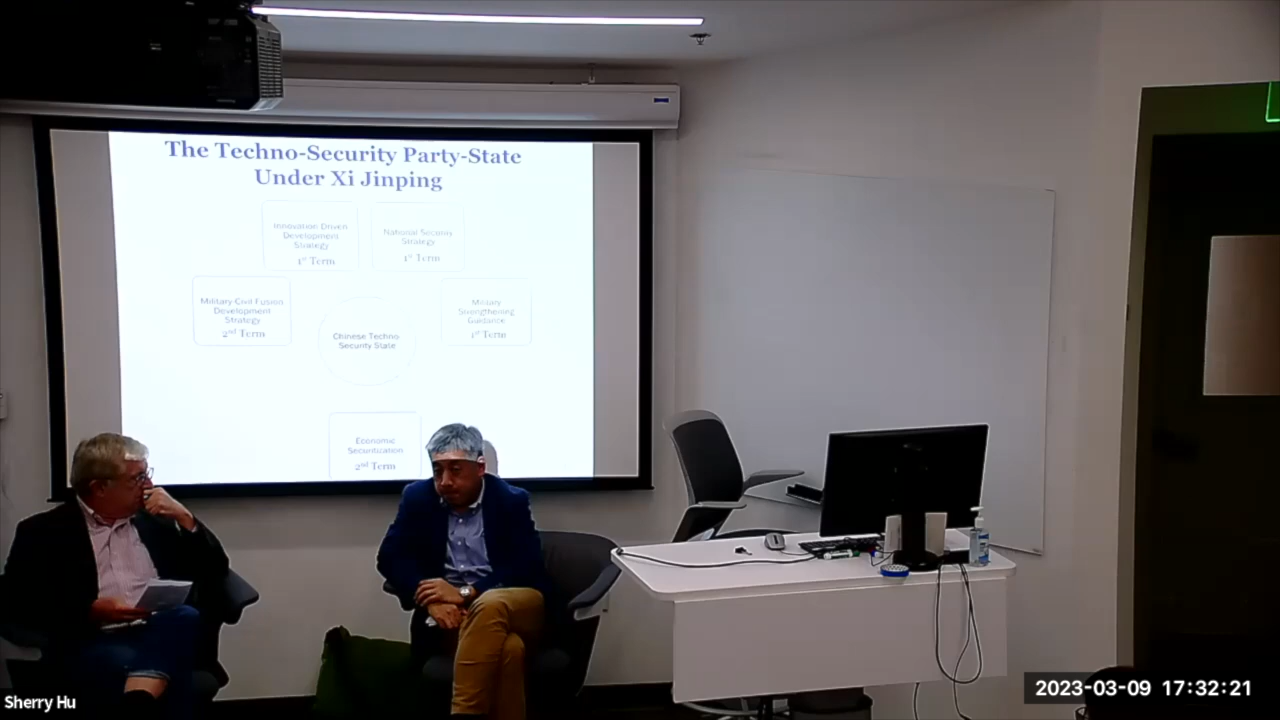 The Techno-Security Party-State
Under Xi Jinping
Innovation Driven
Development
Strategy
1st Term
National Security
Strategy
1st Term
Military Civil Fusion
Development
Strategy
2nd Term
Military
Strengthening
Guidance
1st Term
Chinese Techno
Security State
Economic
Securitization
2nd Term
Sherry Hu
2023-03-09 17:32:21